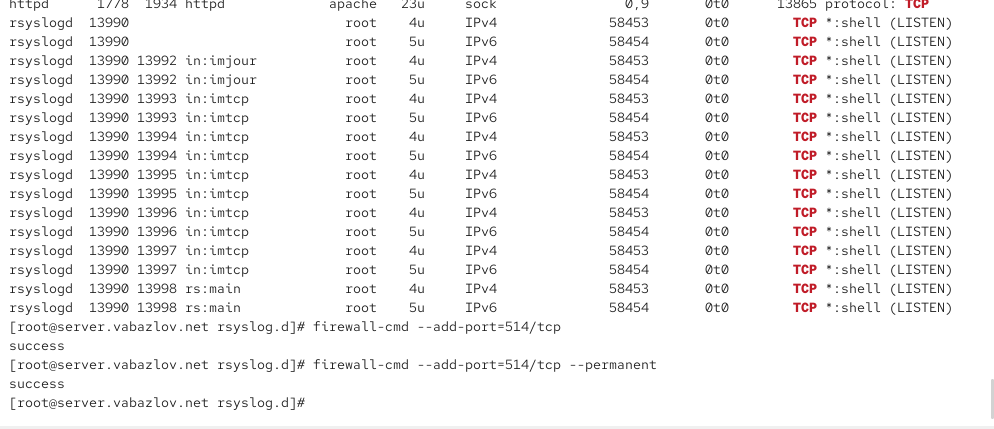 httpd 1778 1934 httpd apache 23u sock 0,9 0t0 13865 protocol: TCP
rsyslogd 13990 root 4u IPv4 58453 0t0 TCP *:shell (LISTEN)
rsyslogd 13990 root 5u IPv6 58454 0t0 TCP *:shell (LISTEN)
rsyslogd 13990 13992 in:imjour root 4u IPv4 58453 0t0 TCP *:shell (LISTEN)
rsyslogd 13990 13992 in:imjour root 5u IPv6 58454 0t0 TCP *:shell (LISTEN)
rsyslogd 13990 13993 in:imtcp root 4u IPv4 58453 0t0 TCP *:shell (LISTEN)
rsyslogd 13990 13993 in:imtcp root 5u IPv6 58454 0t0 TCP *:shell (LISTEN)
rsyslogd 13990 13994 in:imtcp root 4u IPv4 58453 0t0 TCP *:shell (LISTEN)
rsyslogd 13990 13994 in:imtcp root 5u IPv6 58454 0t0 TCP *:shell (LISTEN)
rsyslogd 13990 13995 in:imtcp root 4u IPv4 58453 0t0 TCP *:shell (LISTEN)
rsyslogd 13990 13995 in:imtcp root 5u IPv6 58454 0t0 TCP *:shell (LISTEN)
rsyslogd 13990 13996 in:imtcp root 4u IPv4 58453 0t0 TCP *:shell (LISTEN)
rsyslogd 13990 13996 in:imtcp root 5u IPv6 58454 0t0 TCP *:shell (LISTEN)
rsyslogd 13990 13997 in:imtcp root 4u IPv4 58453 0t0 TCP *:shell (LISTEN)
rsyslogd 13990 13997 in:imtcp root 5u IPv6 58454 0t0 TCP *:shell (LISTEN)
rsyslogd 13990 13998 rs:main root 4u IPv4 58453 0t0 TCP *:shell (LISTEN)
rsyslogd 13990 13998 rs:main root 5u IPv6 58454 0t0 TCP *:shell (LISTEN)
[root@server.vabazlov.net rsyslog.d]# firewall-cmd --add-port=514/tcp
success
[root@server.vabazlov.net rsyslog.d]# firewall-cmd --add-port=514/tcp --permanent
success
[root@server.vabazlov.net rsyslog.d]#